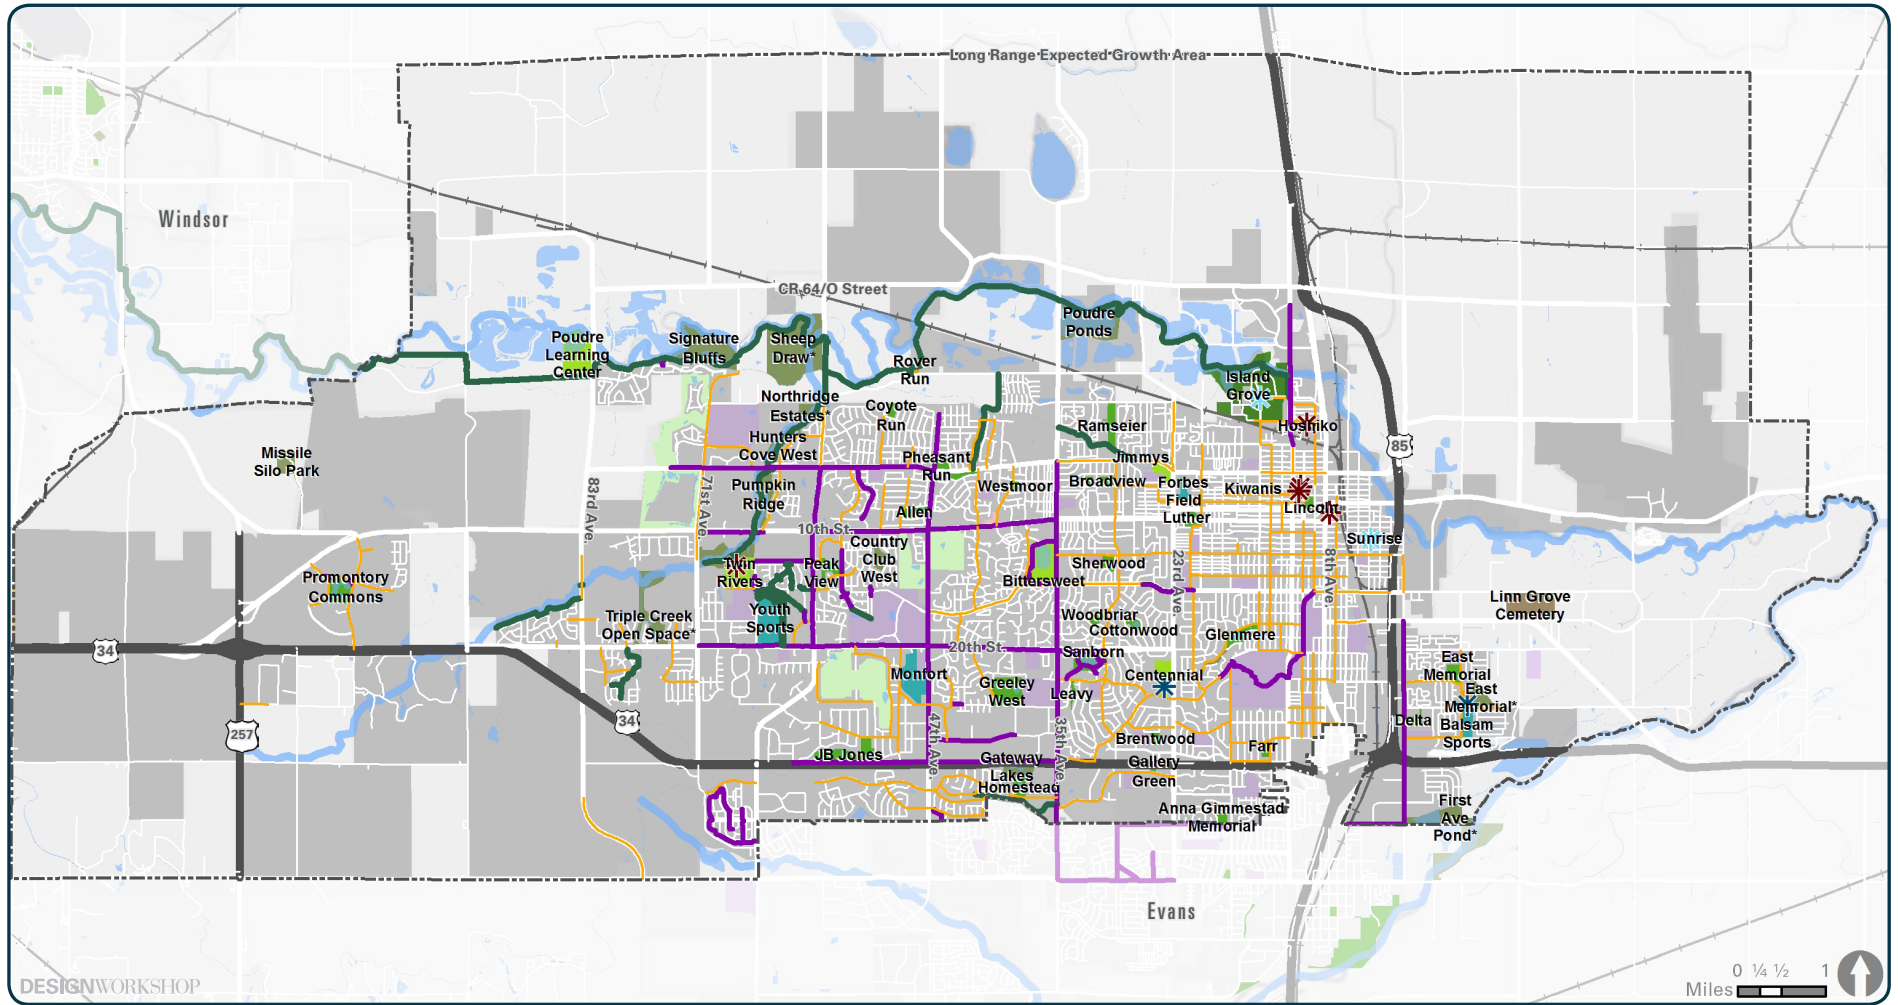 Long Range Expected Growth Area
Windsor
CR 64/O Street
Poudre
Learning
Center
Signature
Bluffs
Sheep
Draw*
Poudre
Ponds
Rover
Run
Island
Grove
Northridge
Estates*
Coyote
Run
Hoshiko
Ramseier
Hunters
Cove West
85
Missile
Silo Park
Pheasant
Run
Jimmys
83rd Ave.
71st Ave.
Pumpkin
Ridge
Westmoor
Broadview
Forbes
Field
Luther
Kiwanis
Lincoln
Allen
10th St.
Sunrise
Country
Club
West
Twin
Rivers
Peak
View
Bittersweet
Sherwood
23rd Ave.
8th Ave.
Promontory
Commons
Linn Grove
Cemetery
Youth
Sports
Triple Creek
Open Space*
Woodbriar
Cottonwood
Glenmere
34
20th St.
Sanborn
Monfort
Greeley
West
Leavy
Centennial
East
Memorial
East
Memorial*
Balsam
Sports
Delta
34
257
47th Ave.
35th Ave.
Brentwood
Farr
JB Jones
Gateway
Lakes
Homestead
Gallery
Green
Anna Gimmestad
Memorial
First
Ave
Pond*
Evans
DESIGNWORKSHOP
0 ¼ ½ 1
Miles